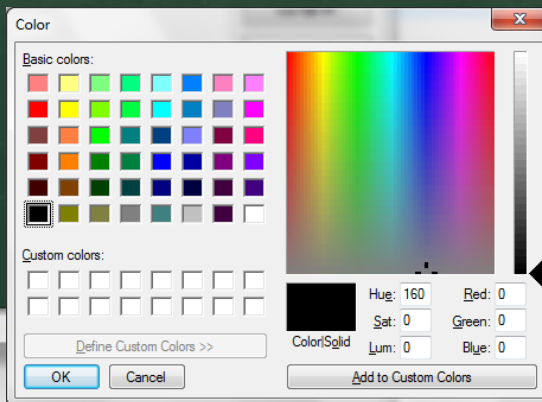 Color
Basic colors:
Custom colors:
Define Custom Colors >>
OK Cancel
Color|Solid
Hue: 160 Red: 0
Sat: 0 Green: 0
Lum: 0 Blue: 0
Add to Custom Colors